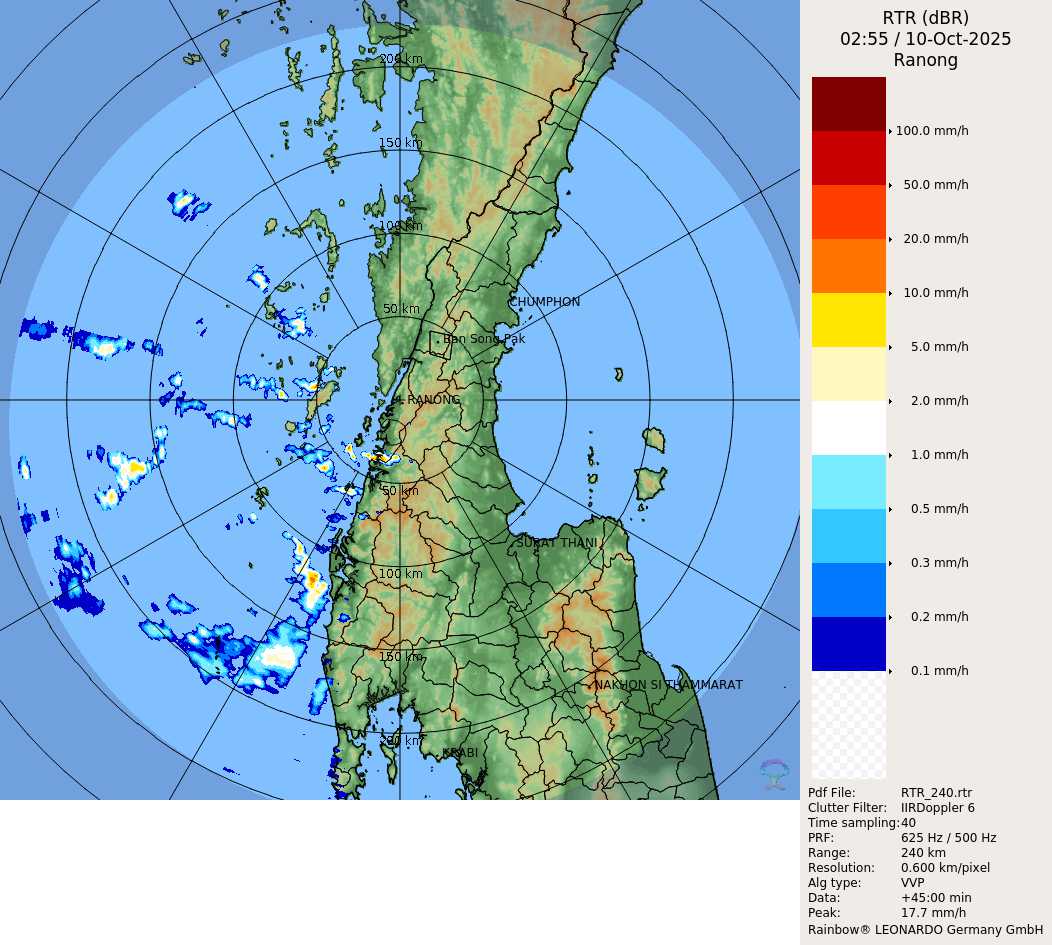 RTR (dBR)
02:55 / 10-Oct-2025
Ranong
100.0 mm/h
50.0 mm/h
20.0 mm/h
10.0 mm/h
5.0 mm/h
2.0 mm/h
1.0 mm/h
0.5 mm/h
0.3 mm/h
0.2 mm/h
0.1 mm/h
200 km
150 km
100 km
50 km
CHUMPHON
Ban Song Pak
RANONG
50 km
SURAT THANI
100 km
150 km
NAKHON SI THAMMARAT
200 km
KRABI
Pdf File: RTR_240.rtr
Clutter Filter: IIRDoppler 6
Time sampling: 40
PRF: 625 Hz / 500 Hz
Range: 240 km
Resolution: 0.600 km/pixel
Alg type: VVP
Data: +45:00 min
Peak: 17.7 mm/h
Rainbow® LEONARDO Germany GmbH